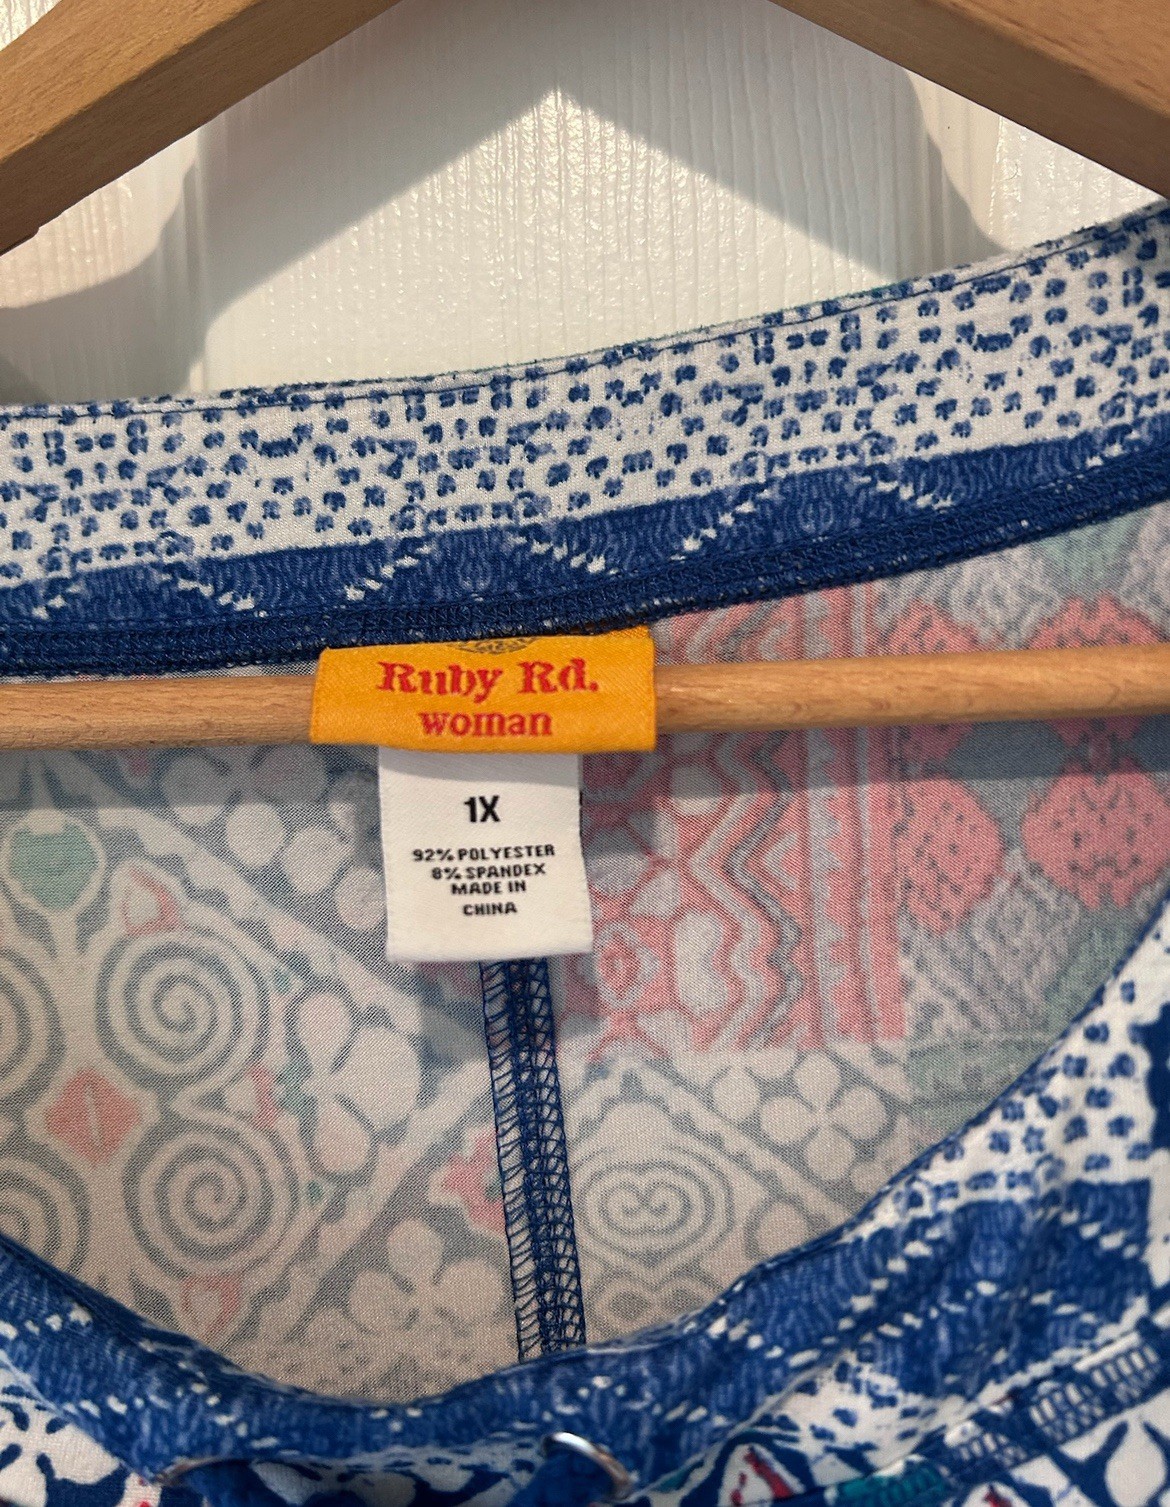 Ruby Rd.
woman
1X
92% POLYESTER
8% SPANDEX
MADE IN
CHINA